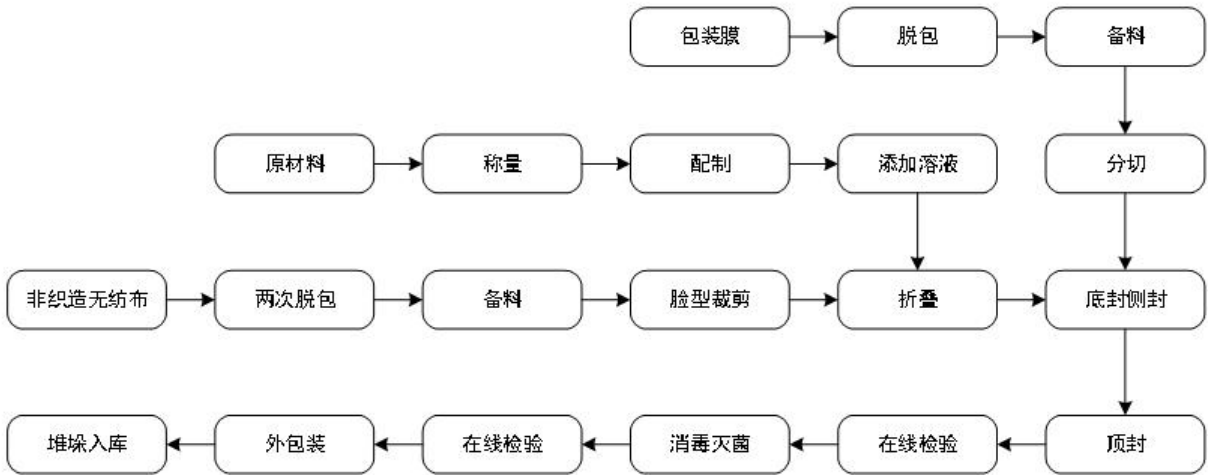 包装膜
脱包
备料
原材料
称量
配制
添加溶液
分切
非织造无纺布
两次脱包
备料
脸型裁剪
折叠
底封侧封
堆垛入库
外包装
在线检验
消毒灭菌
在线检验
顶封